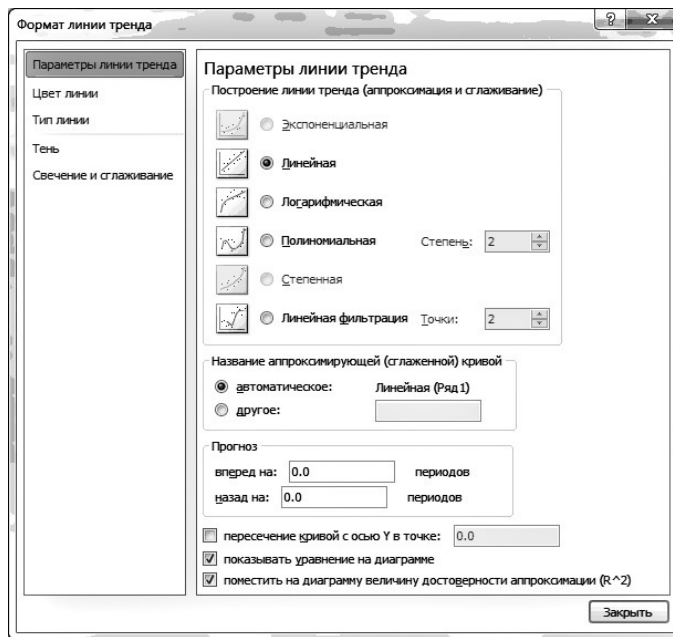 Формат линии тренда
Параметры линии тренда
Цвет линии
Тип линии
Тень
Свечение и сглаживание
Параметры линии тренда
Построение линии тренда (аппроксимация и сглаживание)
Экспоненциальная
Линейная
Логарифмическая
Полиномиальная Степень: 2
Степенная
Линейная фильтрация Точки: 2
Название аппроксимирующей (сглаженной) кривой
автоматическое: Линейная (Ряд1)
другое:
Прогноз
вперед на: 0.0 периодов
назад на: 0.0 периодов
пересечение кривой с осью Y в точке: 0.0
показывать уравнение на диаграмме
поместить на диаграмму величину достоверности аппроксимации (R^2)
Закрыть